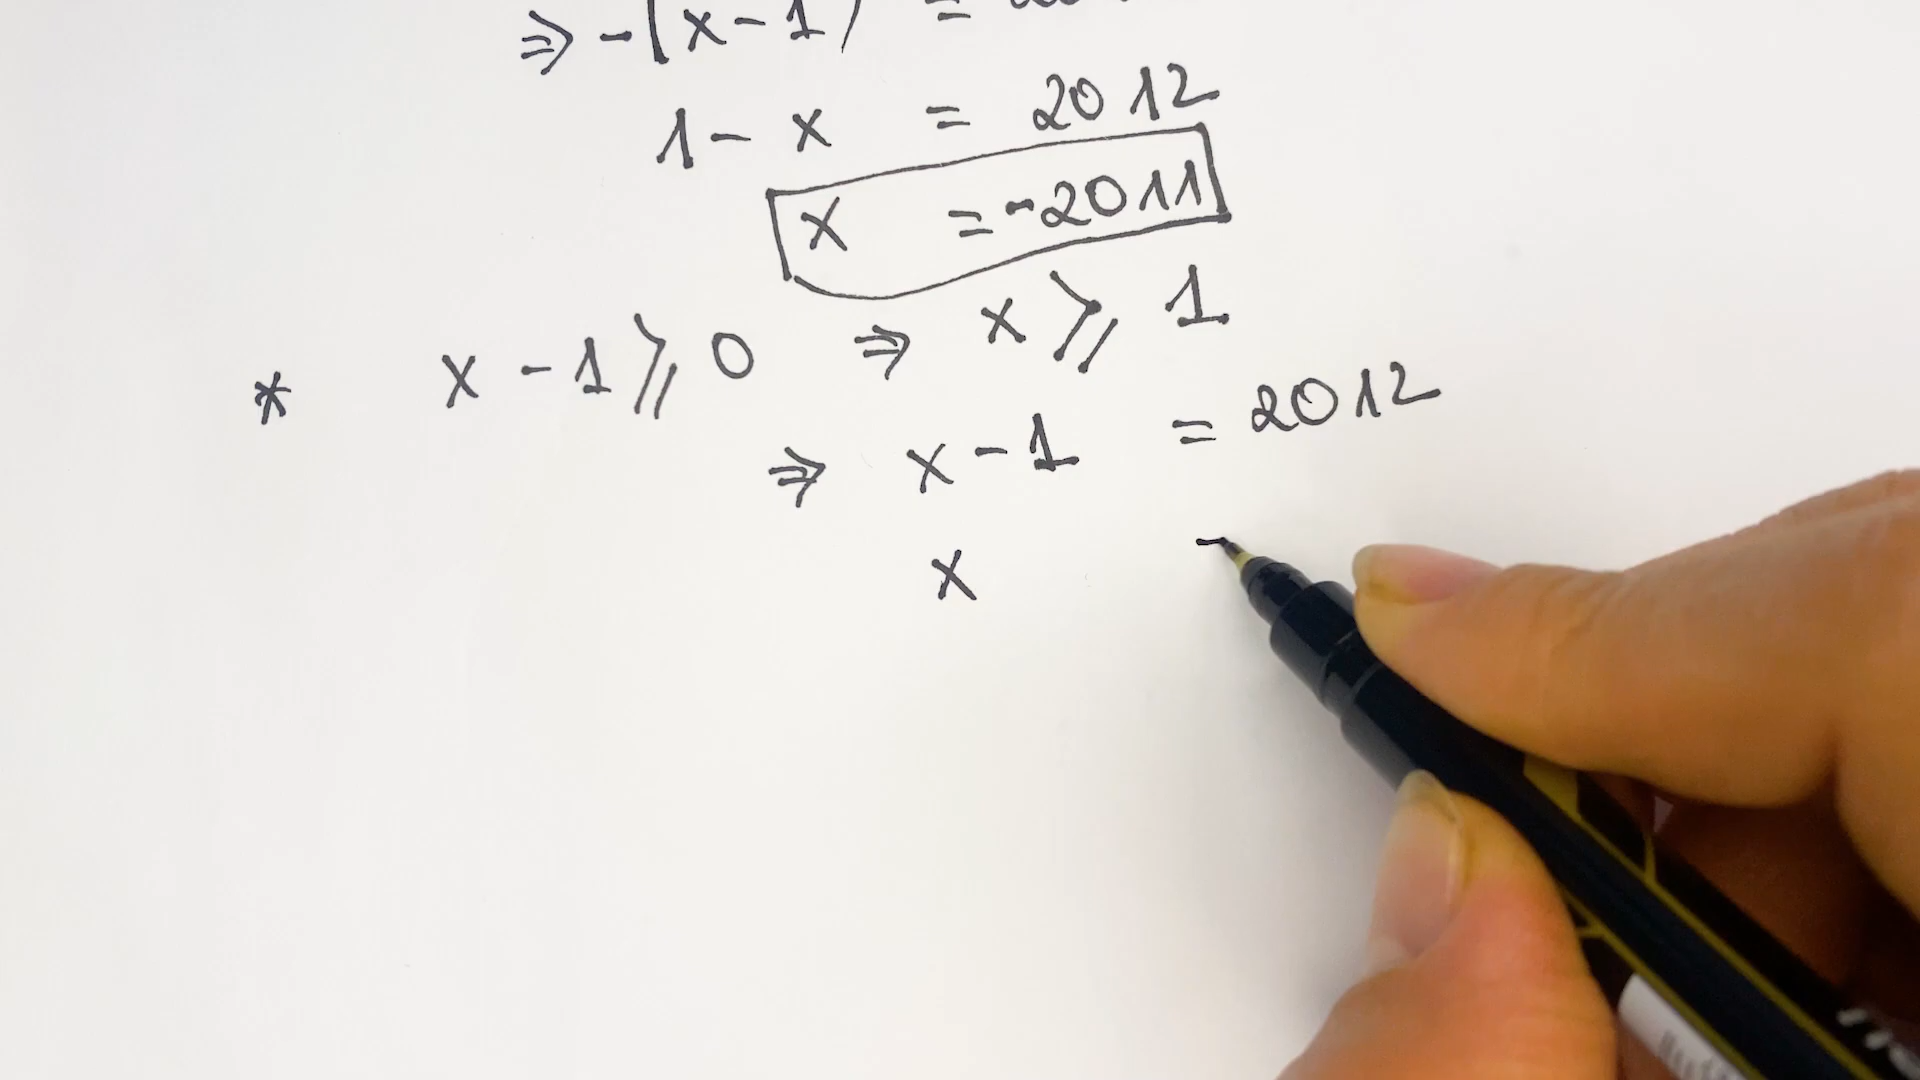 ⇒ -(x-1) =
1 - x = 2012
x = -2011
* x - 1 ⩾ 0 ⇒ x ⩾ 1
⇒ x - 1 = 2012
x -